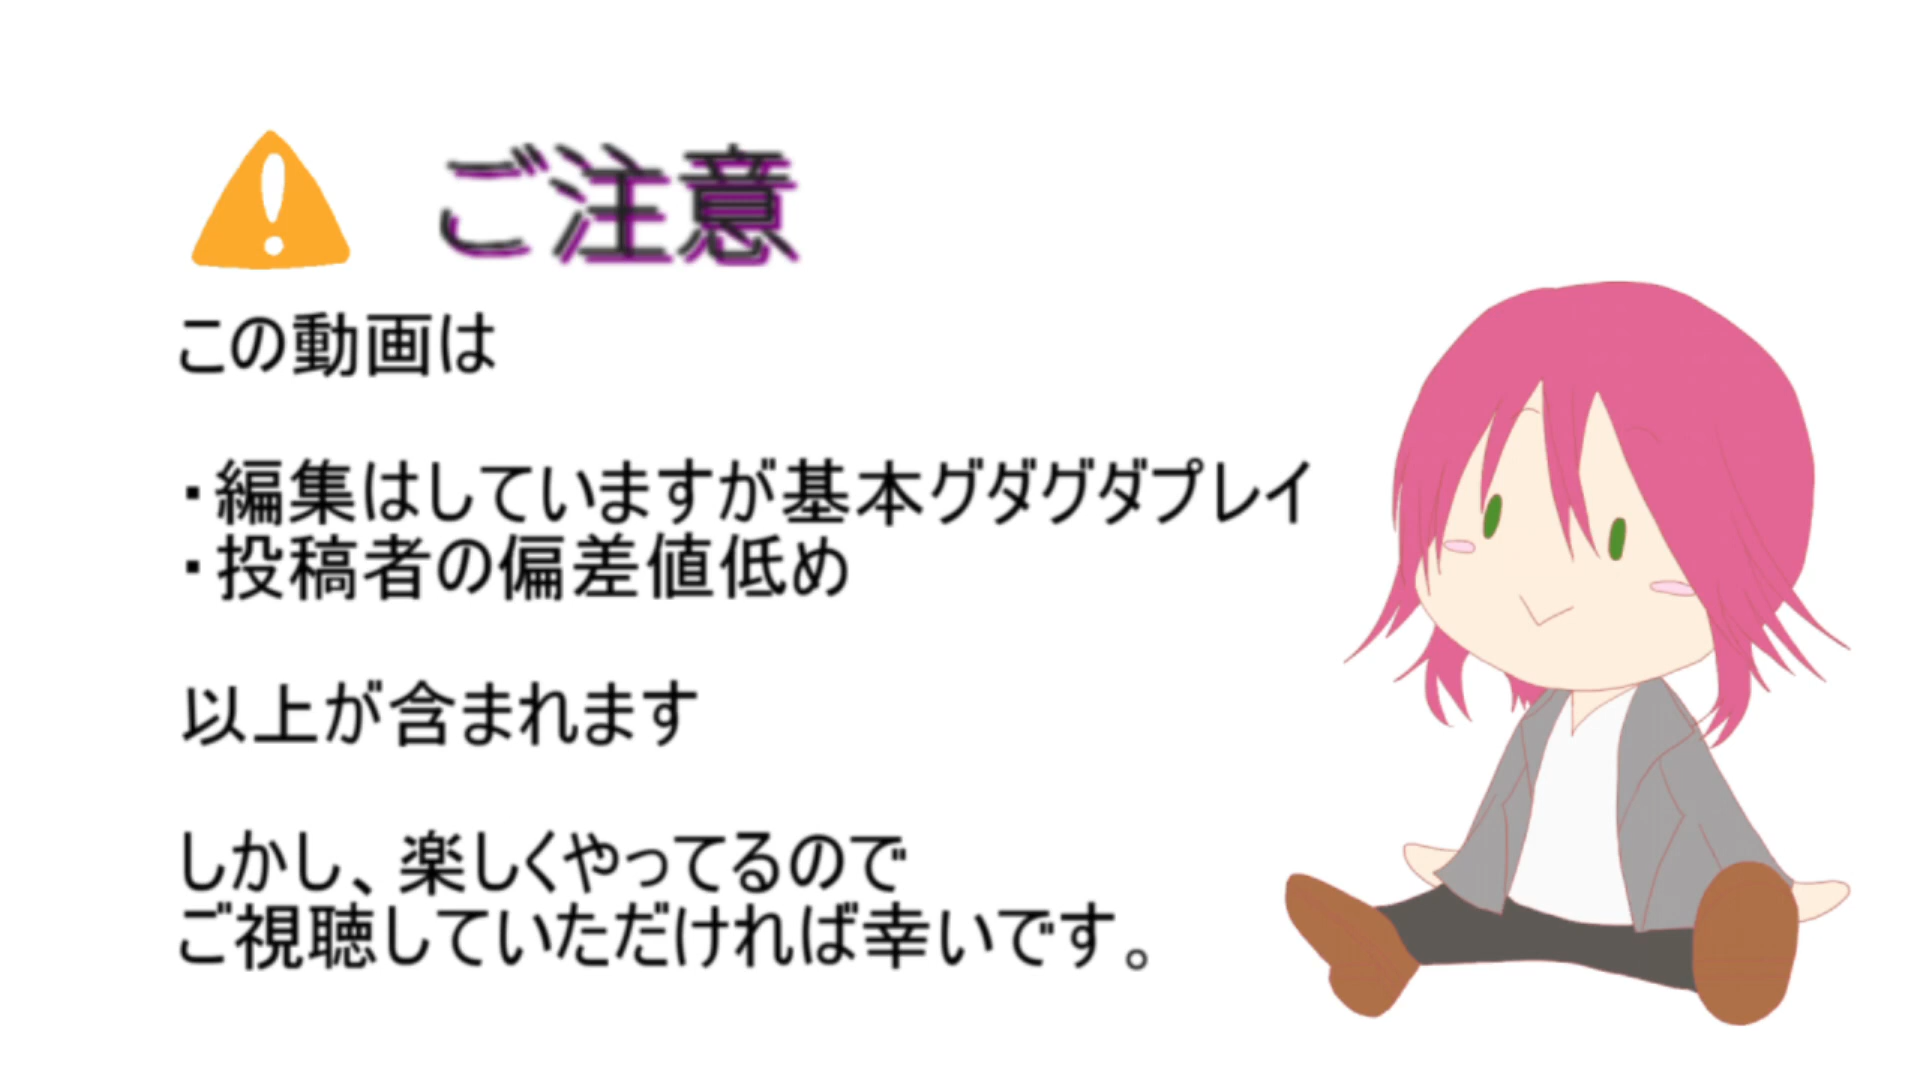 ご注意
この動画は
・編集はしていますが基本グダグダプレイ
・投稿者の偏差値低め
以上が含まれます
しかし、楽しくやってるので
ご視聴していただければ幸いです。